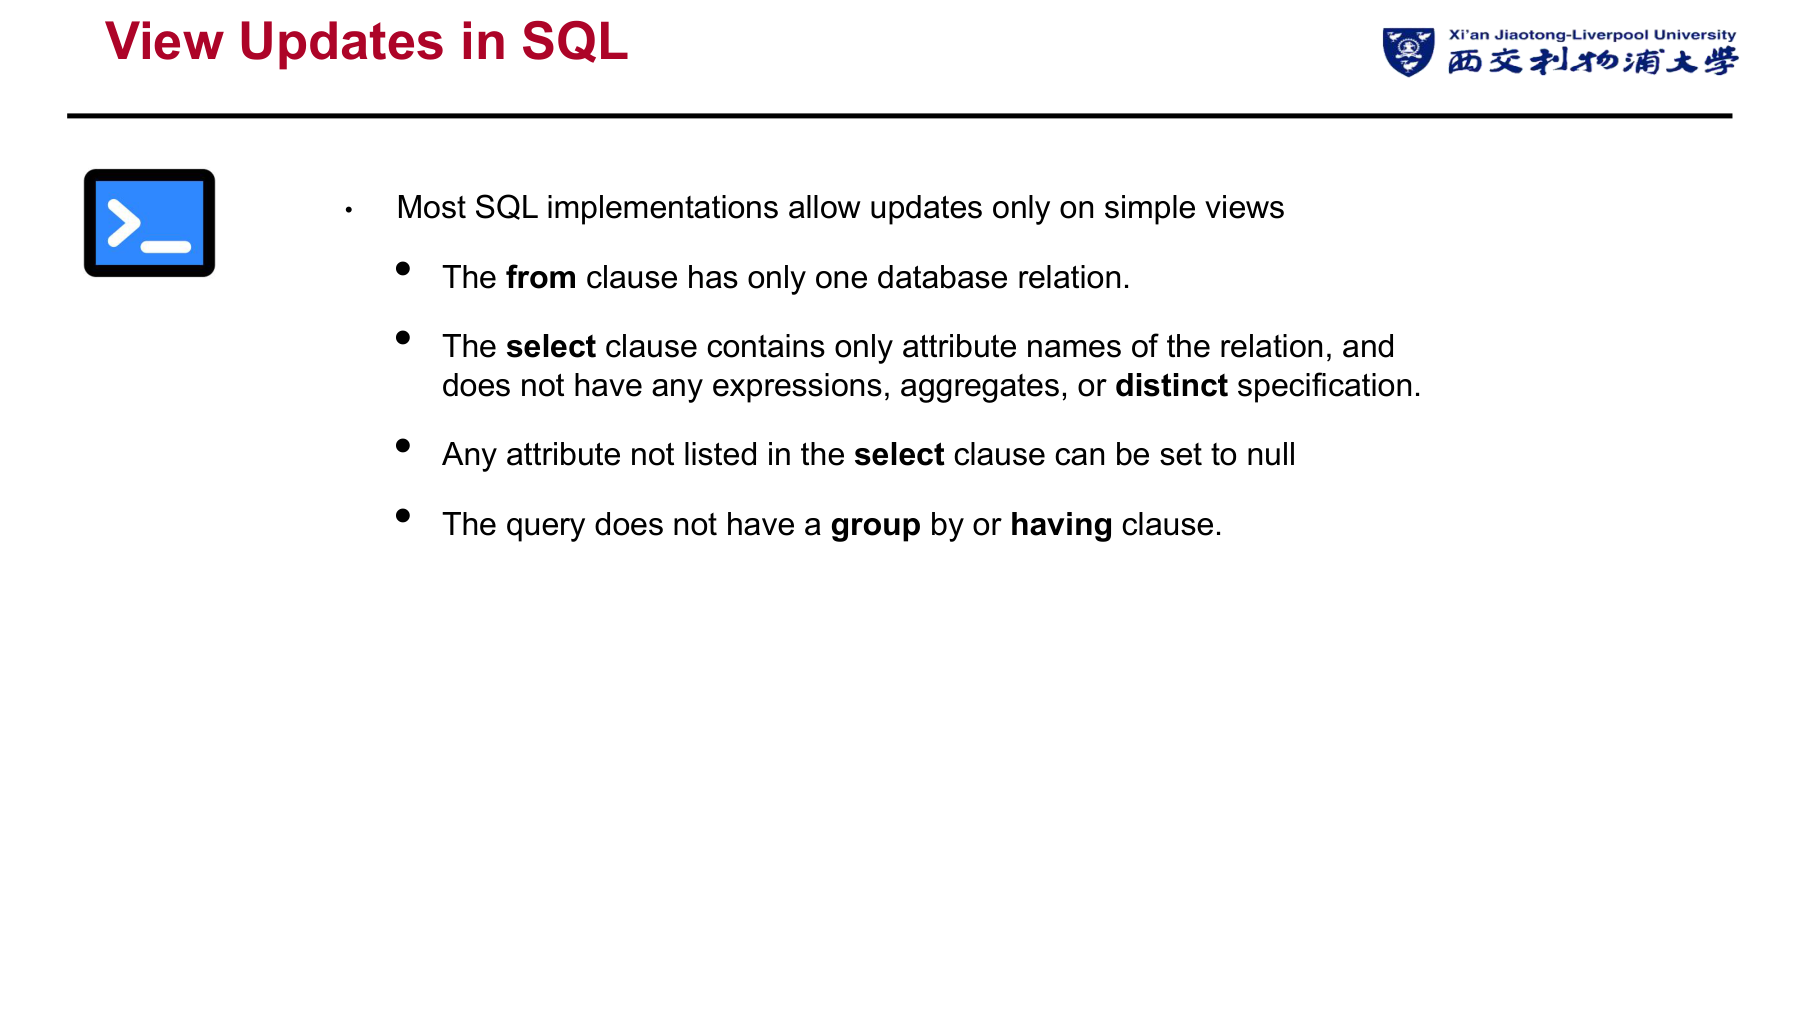 View Updates in SQL
Xi'an Jiaotong-Liverpool University
西交利物浦大學
• Most SQL implementations allow updates only on simple views
• The from clause has only one database relation.
• The select clause contains only attribute names of the relation, and
does not have any expressions, aggregates, or distinct specification.
• Any attribute not listed in the select clause can be set to null
• The query does not have a group by or having clause.